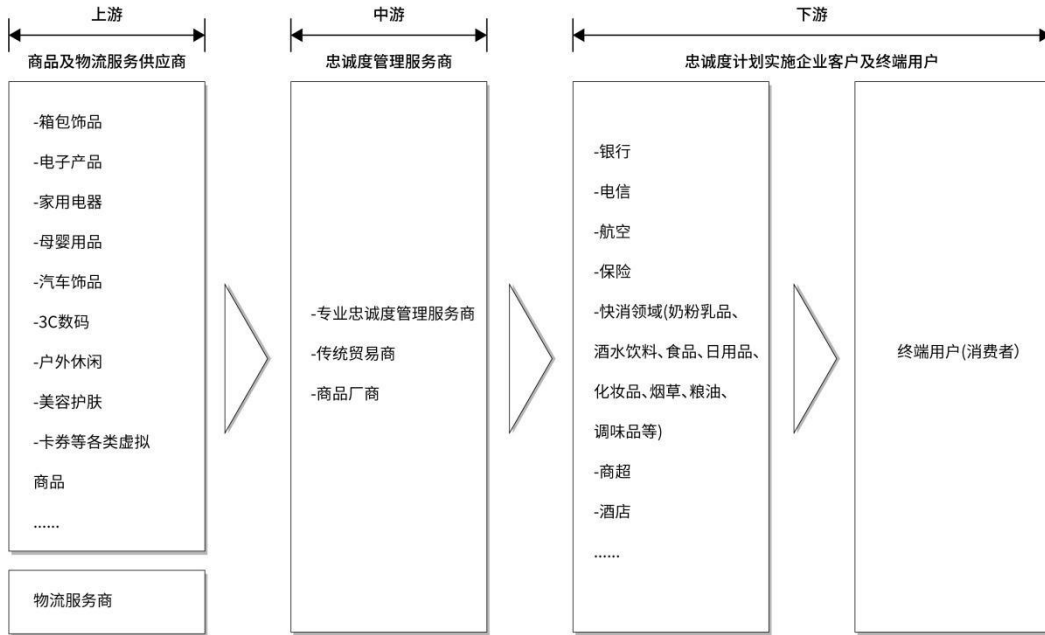 上游
商品及物流服务供应商
-箱包饰品
-电子产品
-家用电器
-母婴用品
-汽车饰品
-3C数码
-户外休闲
-美容护肤
-卡券等各类虚拟
商品
......
物流服务商
中游
忠诚度管理服务商
-专业忠诚度管理服务商
-传统贸易商
-商品厂商
下游
忠诚度计划实施企业客户及终端用户
-银行
-电信
-航空
-保险
-快消领域(奶粉乳品、
酒水饮料、食品、日用品、
化妆品、烟草、粮油、
调味品等)
-商超
-酒店
......
终端用户(消费者)